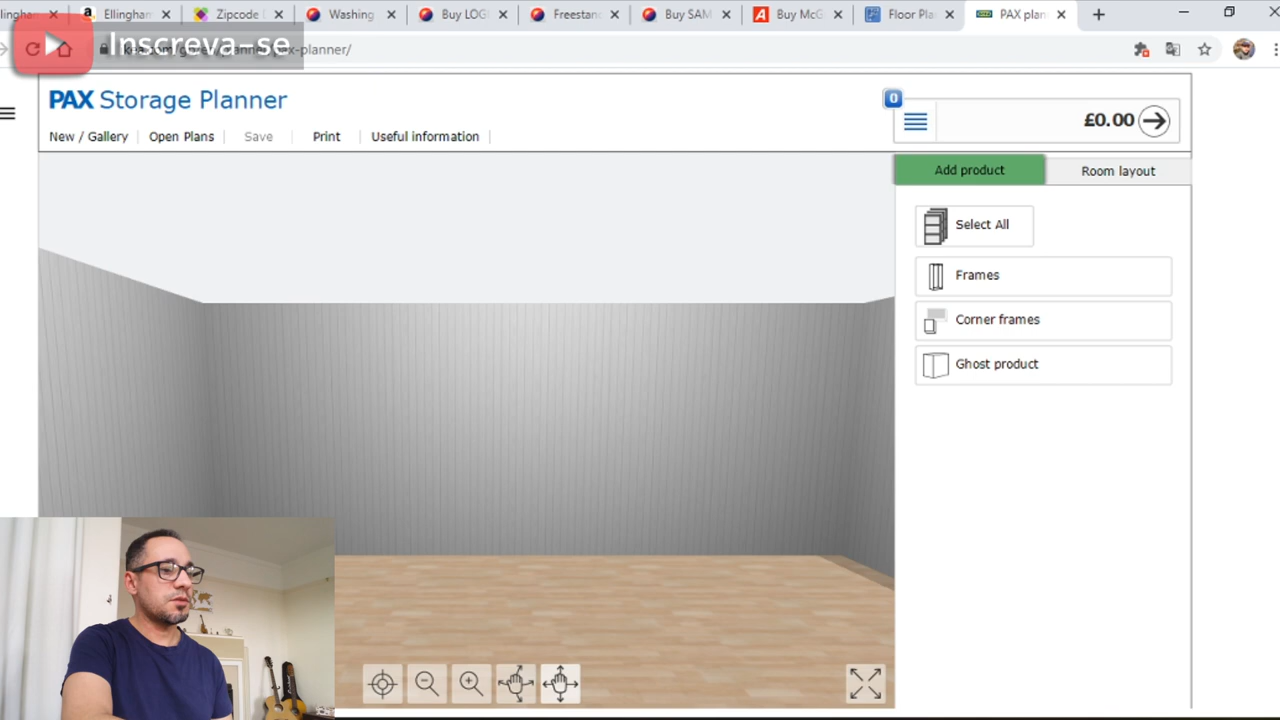 Ellingham
Zipcode
Washing
Buy LOG
Freestan
Buy SAM
Buy McG
Floor Pla
PAX plan
Inscreva-se
PAX Storage Planner
0
£0.00
New / Gallery
Open Plans
Save
Print
Useful information
Add product
Room layout
Select All
Frames
Corner frames
Ghost product